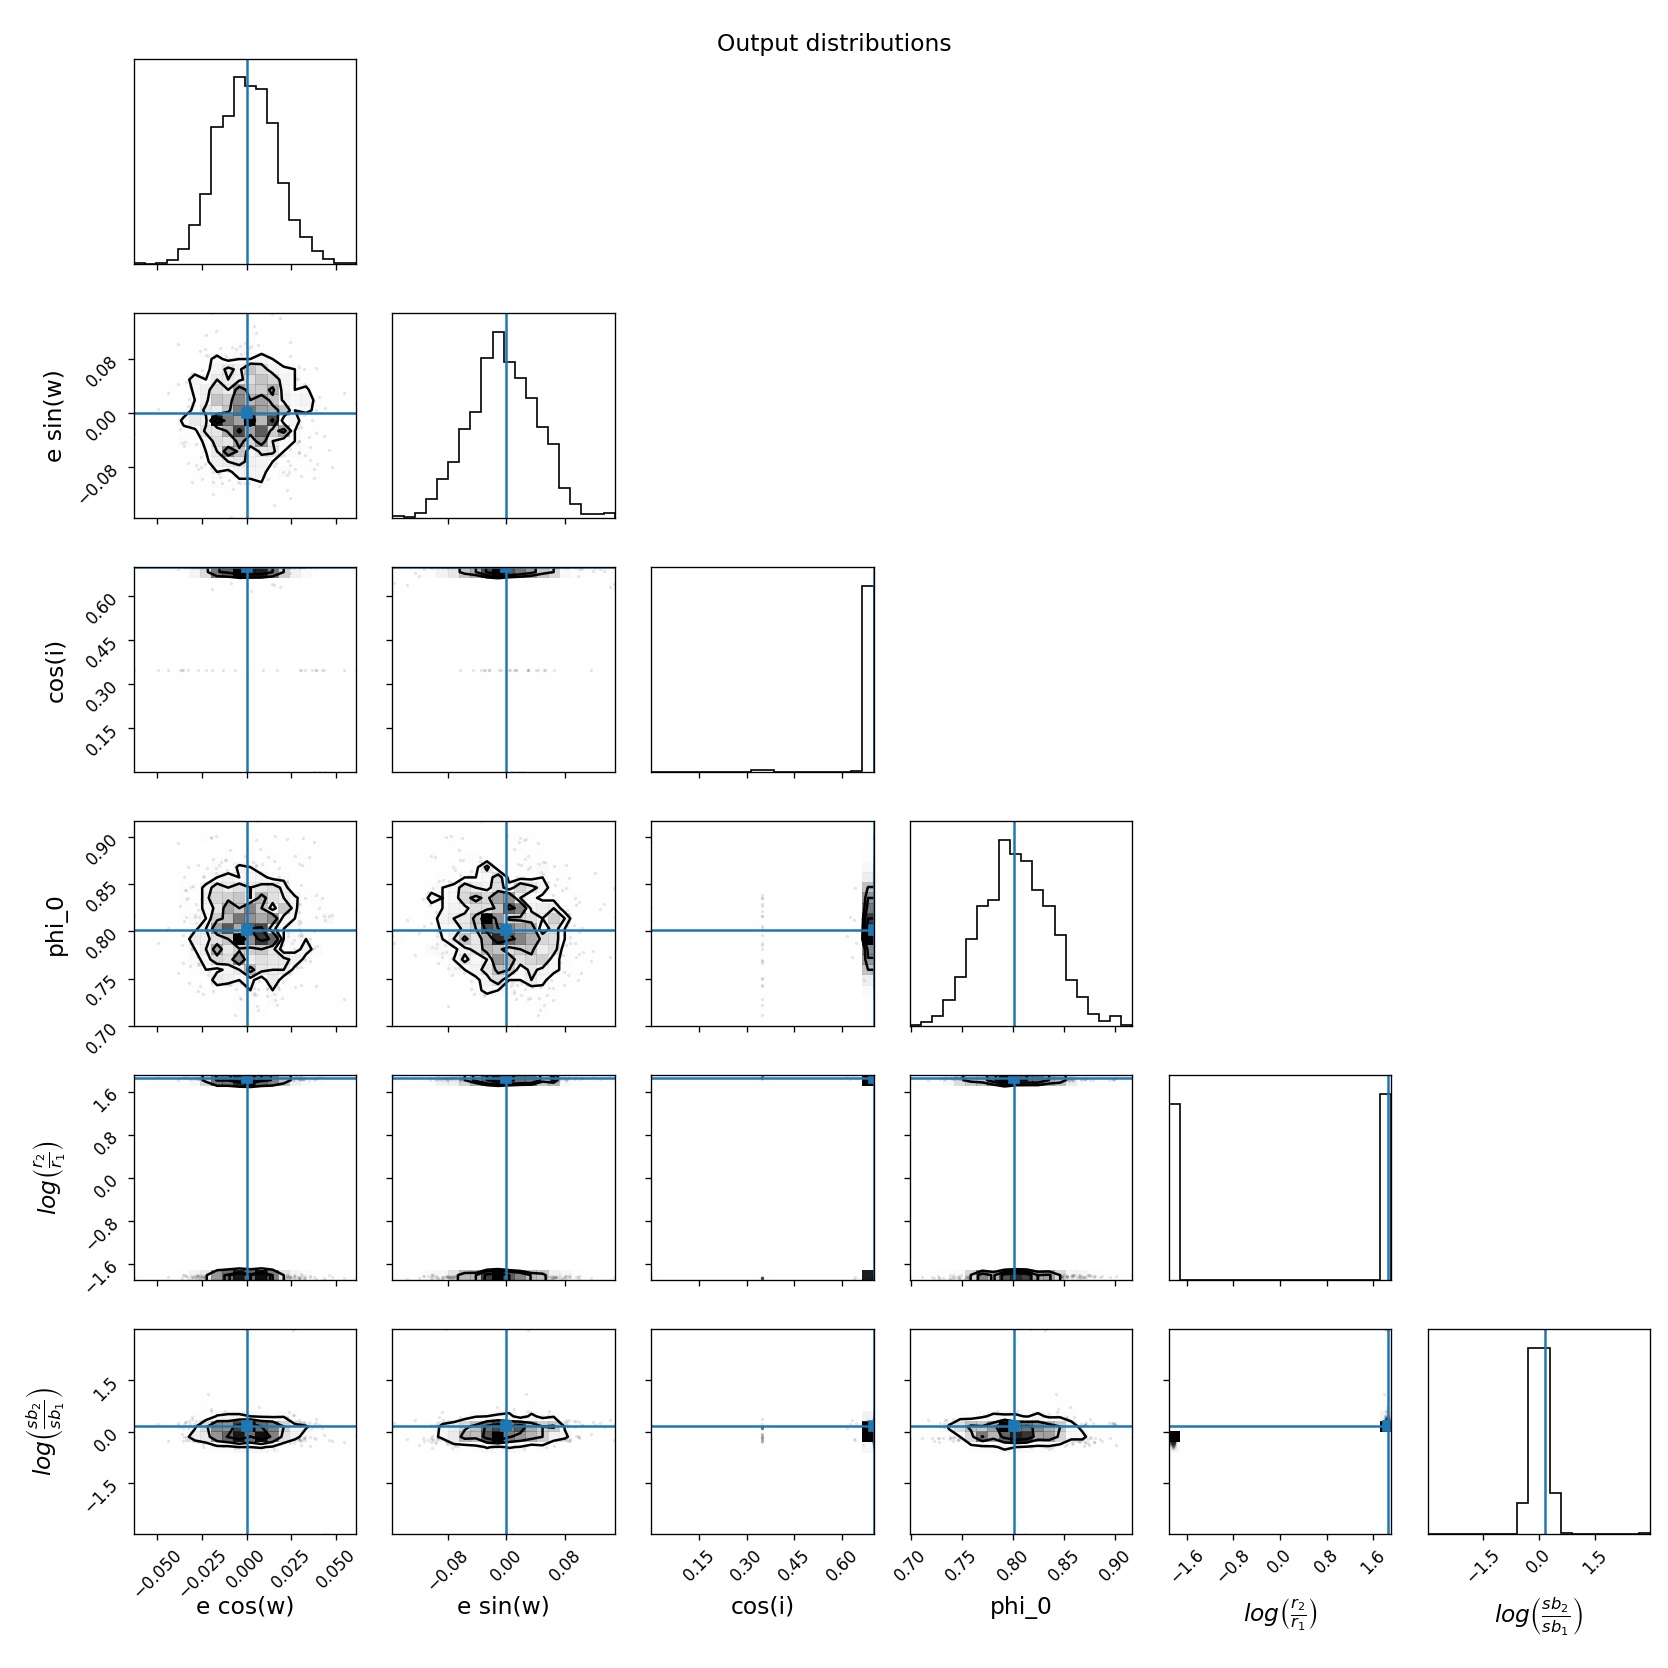 Output distributions
e sin(w)
0.08
0.00
−0.08
cos(i)
0.60
0.45
0.30
0.15
phi_0
0.90
0.85
0.80
0.75
0.70
log(r₂/r₁)
1.6
0.8
0.0
−0.8
−1.6
log(sb₂/sb₁)
1.5
0.0
−1.5
−0.050 −0.025 0.000 0.025 0.050
−0.08 0.00 0.08
0.15 0.30 0.45 0.60
0.70 0.75 0.80 0.85 0.90
−1.6 −0.8 0.0 0.8 1.6
−1.5 0.0 1.5
e cos(w) e sin(w) cos(i) phi_0 log(r₂/r₁) log(sb₂/sb₁)